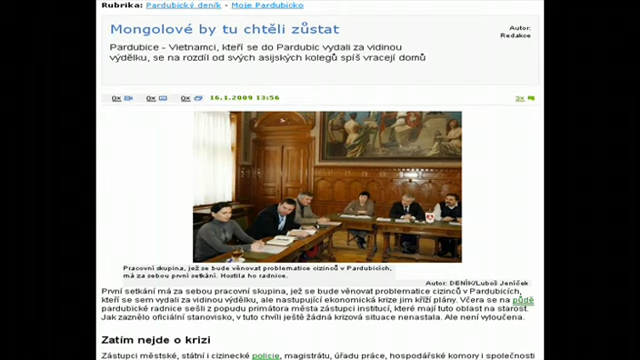 Rubrika: Pardubický deník - Moje Pardubicko
Mongolové by tu chtěli zůstat
Autor:
Redakce
Pardubice - Vietnamci, kteří se do Pardubic vydali za vidinou
výdělku, se na rozdíl od svých asijských kolegů spíš vracejí domů
0x 0x 0x 16.1.2009 13:56 3x
Pracovní skupina, jež se bude věnovat problematice cizinců v Pardubicích,
má za sebou první setkání. Hostila ho radnice.
Autor: DENÍK/Luboš Jeníček
První setkání má za sebou pracovní skupina, jež se bude věnovat problematice cizinců v Pardubicích,
kteří se sem vydali za vidinou výdělku, ale nastupující ekonomická krize jim kříží plány. Včera se na půdě
pardubické radnice sešli z popudu primátora města zástupci institucí, které mají tuto oblast na starost.
Jak zaznělo oficiální stanovisko, v tuto chvíli ještě žádná krizová situace nenastala. Ale není vyloučena.
Zatím nejde o krizi
Zástupci městské, státní i cizinecké policie, magistrátu, úřadu práce, hospodářské komory i společnosti